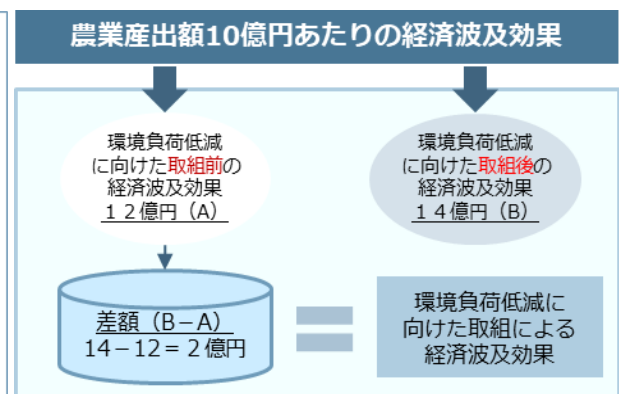 農業産出額10億円あたりの経済波及効果
環境負荷低減
に向けた取組前の
経済波及効果
１２億円（A）
環境負荷低減
に向けた取組後の
経済波及効果
１４億円（B）
差額（B－A）
14－12＝２億円
環境負荷低減に
向けた取組による
経済波及効果